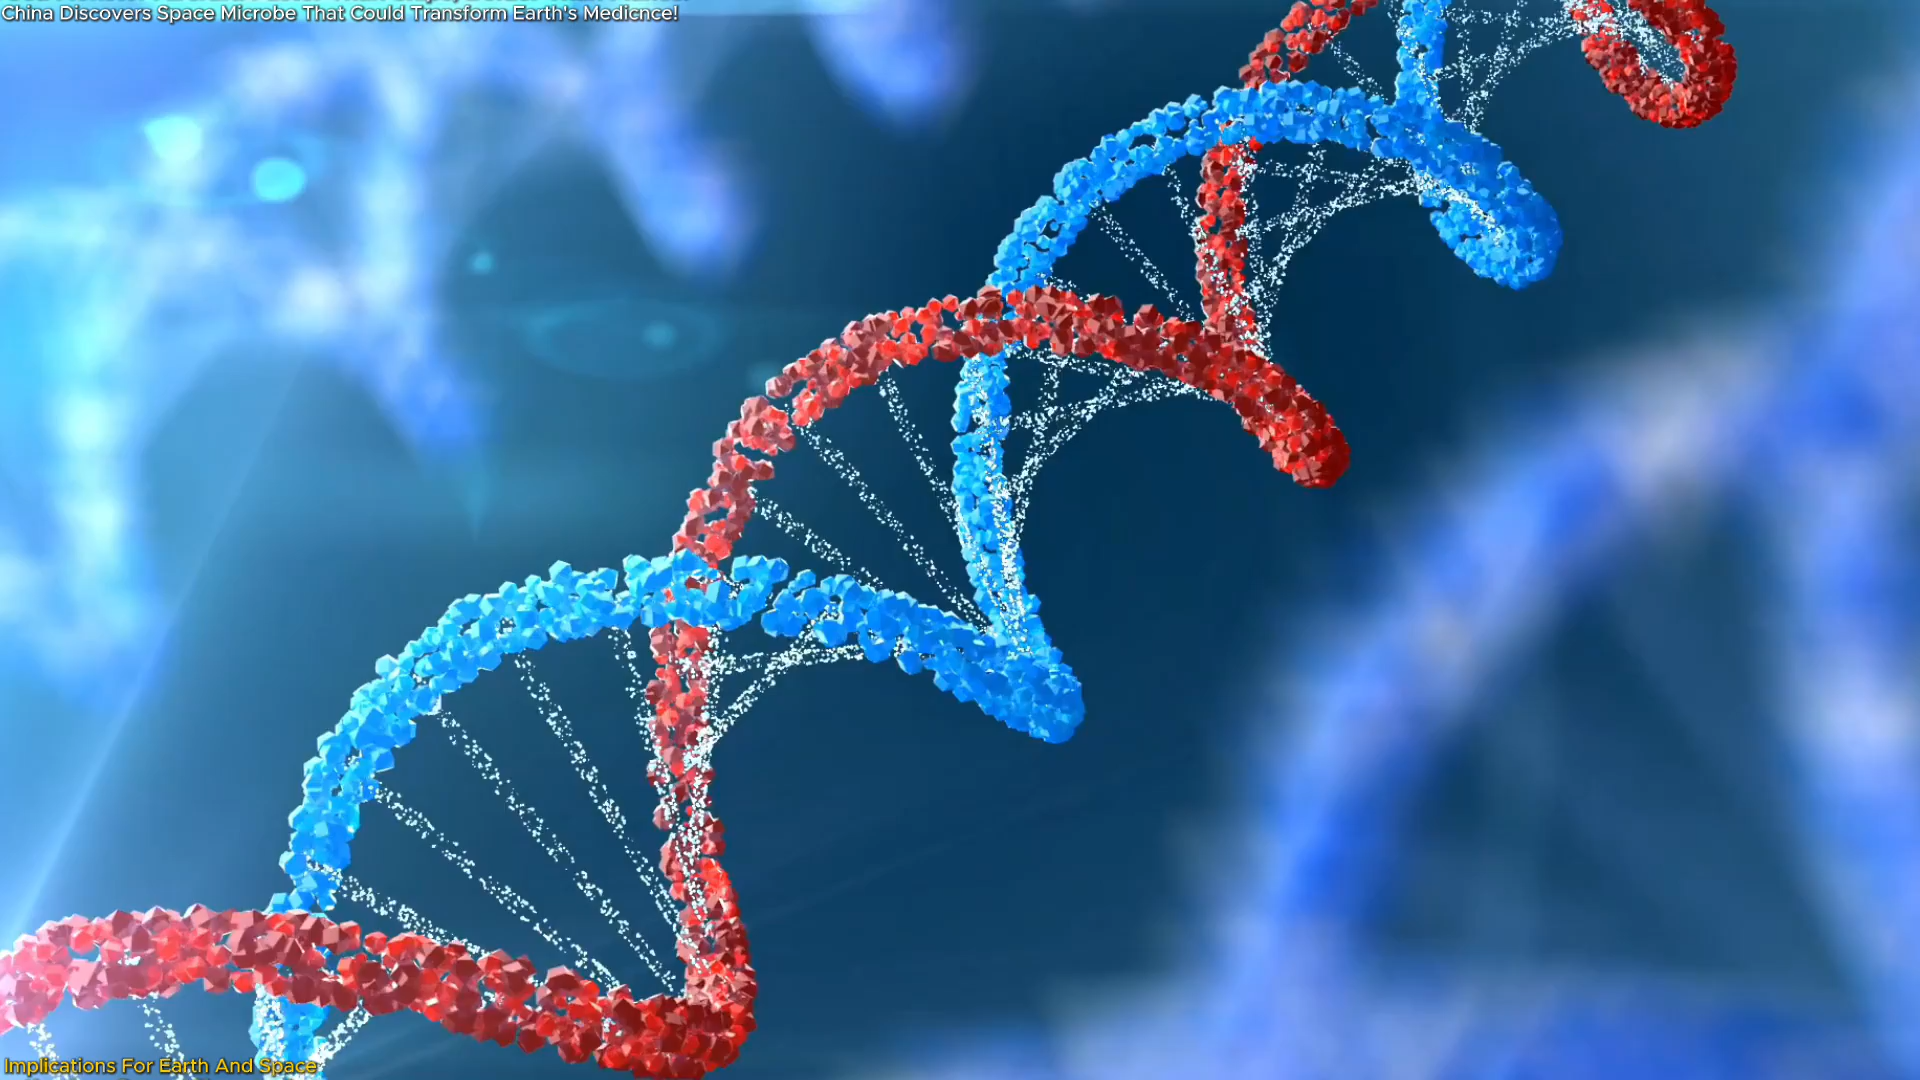 China Discovers Space Microbe That Could Transform Earth's Medicnce!
Implications For Earth And Space